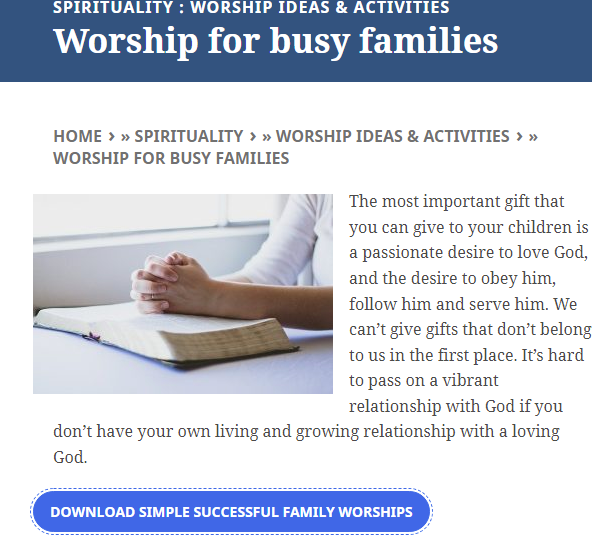 SPIRITUALITY : WORSHIP IDEAS & ACTIVITIES
Worship for busy families
HOME › » SPIRITUALITY › » WORSHIP IDEAS & ACTIVITIES › »
WORSHIP FOR BUSY FAMILIES
The most important gift that
you can give to your children is
a passionate desire to love God,
and the desire to obey him,
follow him and serve him. We
can’t give gifts that don’t belong
to us in the first place. It’s hard
to pass on a vibrant
relationship with God if you
don’t have your own living and growing relationship with a loving
God.
DOWNLOAD SIMPLE SUCCESSFUL FAMILY WORSHIPS